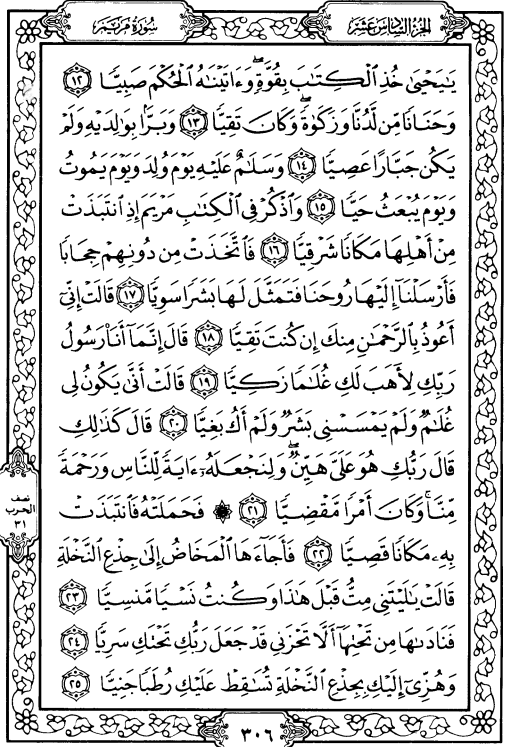 الجزء السادس عشر
سورة مريم
يَٰيَحْيَىٰ خُذِ ٱلْكِتَٰبَ بِقُوَّةٍۖ وَءَاتَيْنَٰهُ ٱلْحُكْمَ صَبِيًّا ١٢
وَحَنَانًا مِّن لَّدُنَّا وَزَكَوٰةًۖ وَكَانَ تَقِيًّا ١٣ وَبَرًّۢا بِوَٰلِدَيْهِ وَلَمْ
يَكُن جَبَّارًا عَصِيًّا ١٤ وَسَلَٰمٌ عَلَيْهِ يَوْمَ وُلِدَ وَيَوْمَ يَمُوتُ
وَيَوْمَ يُبْعَثُ حَيًّا ١٥ وَٱذْكُرْ فِى ٱلْكِتَٰبِ مَرْيَمَ إِذِ ٱنتَبَذَتْ
مِنْ أَهْلِهَا مَكَانًا شَرْقِيًّا ١٦ فَٱتَّخَذَتْ مِن دُونِهِمْ حِجَابًا
فَأَرْسَلْنَآ إِلَيْهَا رُوحَنَا فَتَمَثَّلَ لَهَا بَشَرًا سَوِيًّا ١٧ قَالَتْ إِنِّىٓ
أَعُوذُ بِٱلرَّحْمَٰنِ مِنكَ إِن كُنتَ تَقِيًّا ١٨ قَالَ إِنَّمَآ أَنَا۠ رَسُولُ
رَبِّكِ لِأَهَبَ لَكِ غُلَٰمًا زَكِيًّا ١٩ قَالَتْ أَنَّىٰ يَكُونُ لِى
غُلَٰمٌ وَلَمْ يَمْسَسْنِى بَشَرٌ وَلَمْ أَكُ بَغِيًّا ٢٠ قَالَ كَذَٰلِكِ
قَالَ رَبُّكِ هُوَ عَلَىَّ هَيِّنٌۖ وَلِنَجْعَلَهُۥٓ ءَايَةً لِّلنَّاسِ وَرَحْمَةً
مِّنَّاۚ وَكَانَ أَمْرًا مَّقْضِيًّا ٢١ ۞ فَحَمَلَتْهُ فَٱنتَبَذَتْ
بِهِۦ مَكَانًا قَصِيًّا ٢٢ فَأَجَآءَهَا ٱلْمَخَاضُ إِلَىٰ جِذْعِ ٱلنَّخْلَةِ
قَالَتْ يَٰلَيْتَنِى مِتُّ قَبْلَ هَٰذَا وَكُنتُ نَسْيًا مَّنسِيًّا ٢٣
فَنَادَىٰهَا مِن تَحْتِهَآ أَلَّا تَحْزَنِى قَدْ جَعَلَ رَبُّكِ تَحْتَكِ سَرِيًّا ٢٤
وَهُزِّىٓ إِلَيْكِ بِجِذْعِ ٱلنَّخْلَةِ تُسَٰقِطْ عَلَيْكِ رُطَبًا جَنِيًّا ٢٥
نصف
الحزب
٣١
٣٠٦